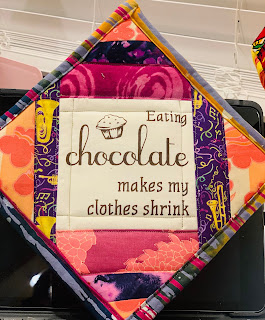 Eating
chocolate
makes my
clothes shrink